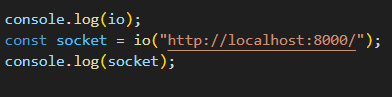 console.log(io);
const socket = io("http://localhost:8000/");
console.log(socket);